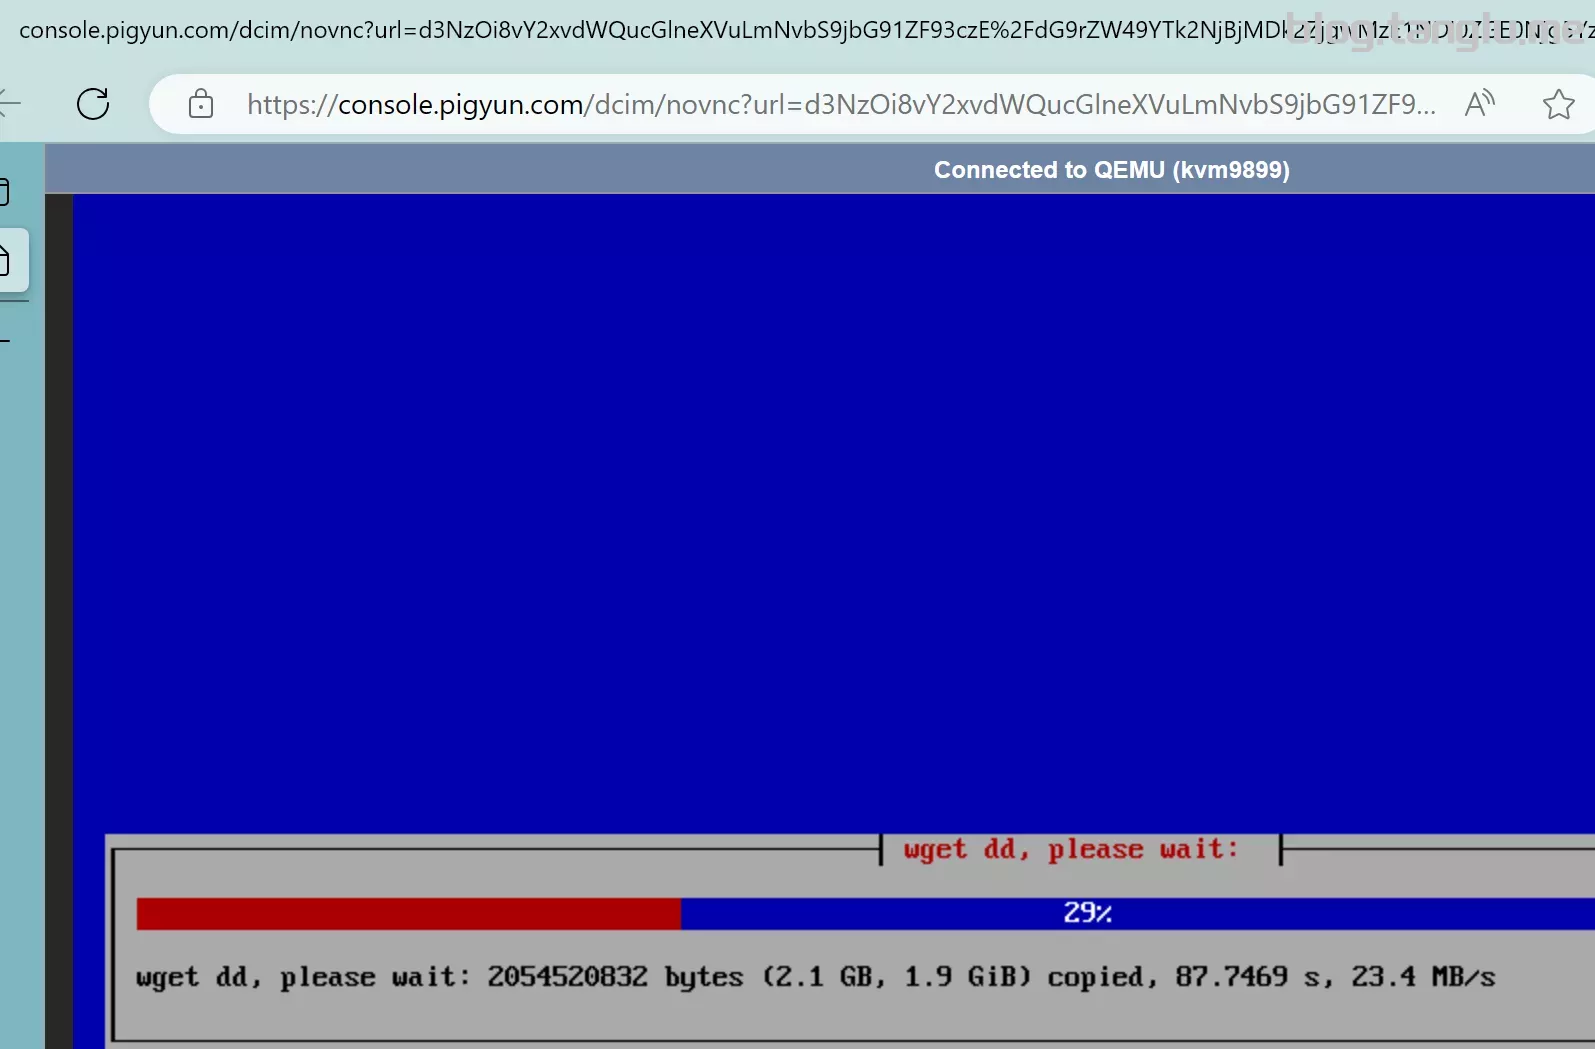 console.pigyun.com/dcim/novnc?url=d3NzOi8vY2xvdWQucGlneXVuLmNvbS9jbG91ZF93czE%2FdG9rZW49YTk2NjBjMDk2
blog.tanglu.me
https://console.pigyun.com/dcim/novnc?url=d3NzOi8vY2xvdWQucGlneXVuLmNvbS9jbG91ZF9...
Connected to QEMU (kvm9899)
wget dd, please wait:
29%
wget dd, please wait: 2054520832 bytes (2.1 GB, 1.9 GiB) copied, 87.7469 s, 23.4 MB/s